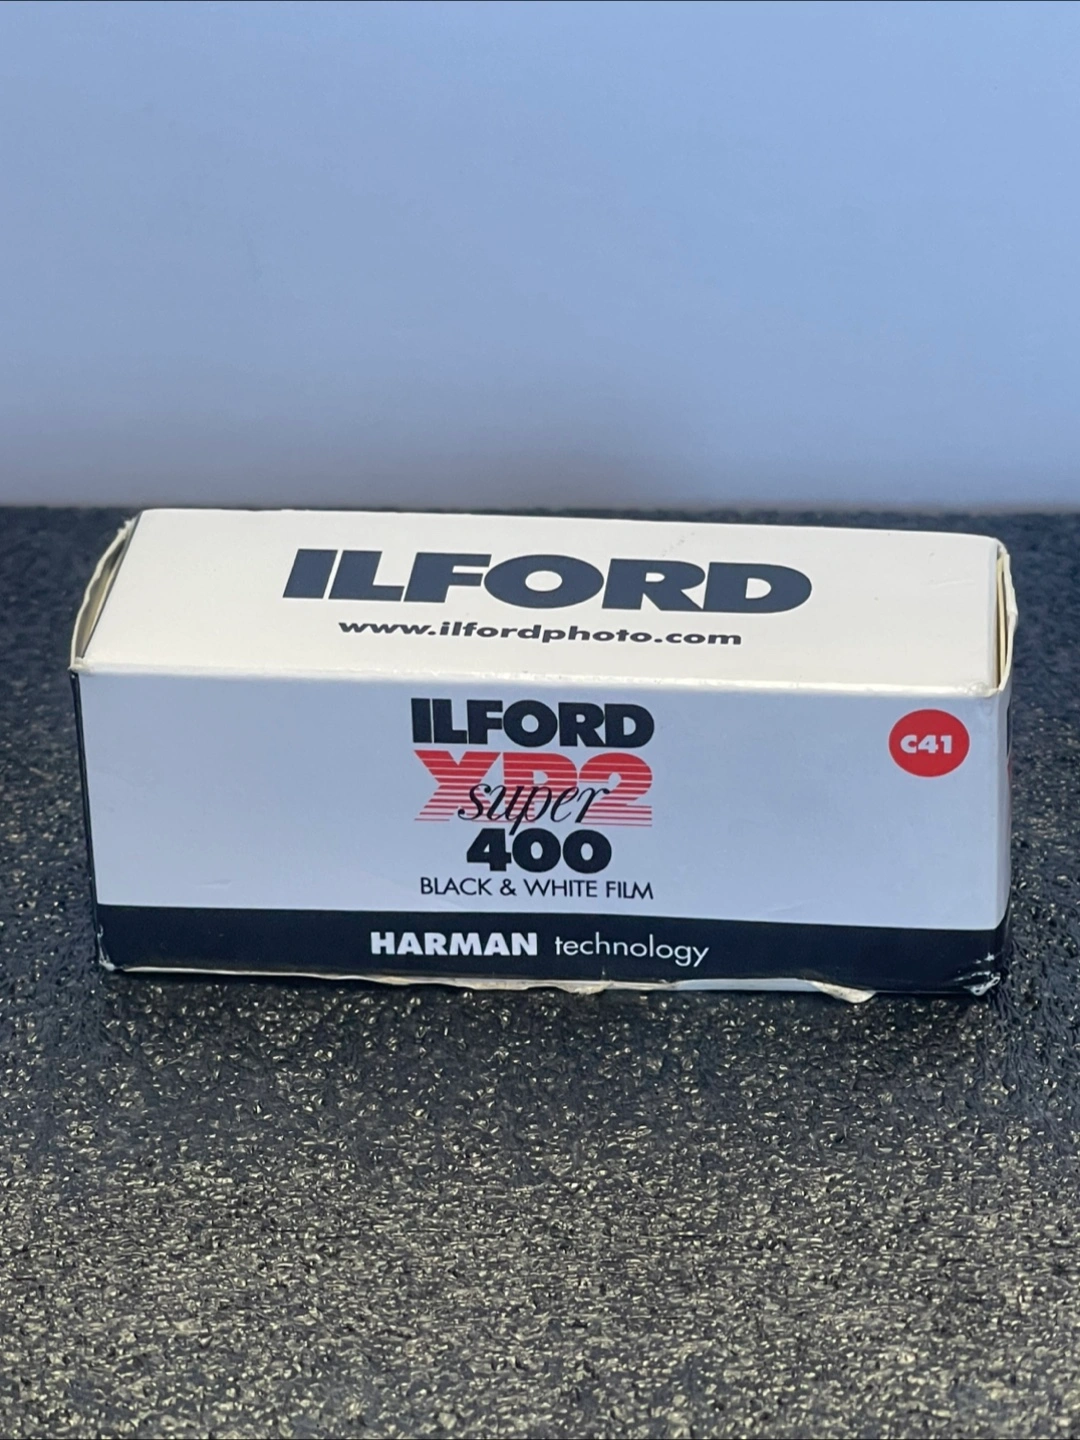 ILFORD
www.ilfordphoto.com
ILFORD
XP2
super
400
BLACK & WHITE FILM
C41
HARMAN technology